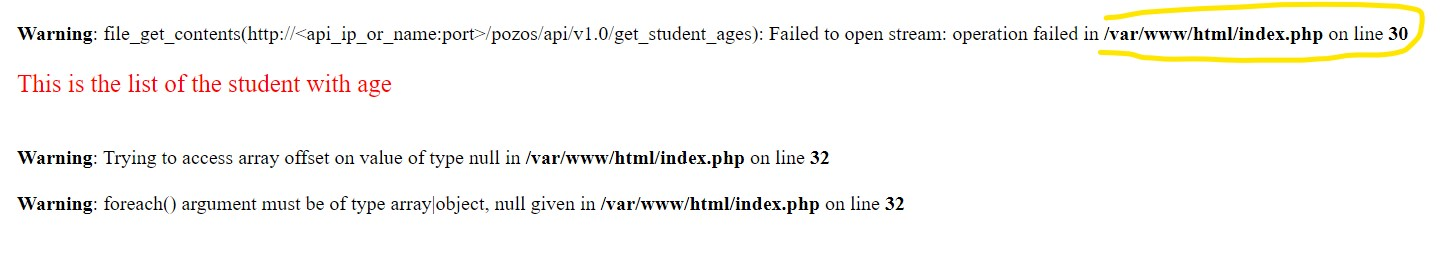 Warning: file_get_contents(http://<api_ip_or_name:port>/pozos/api/v1.0/get_student_ages): Failed to open stream: operation failed in /var/www/html/index.php on line 30
This is the list of the student with age
Warning: Trying to access array offset on value of type null in /var/www/html/index.php on line 32
Warning: foreach() argument must be of type array|object, null given in /var/www/html/index.php on line 32